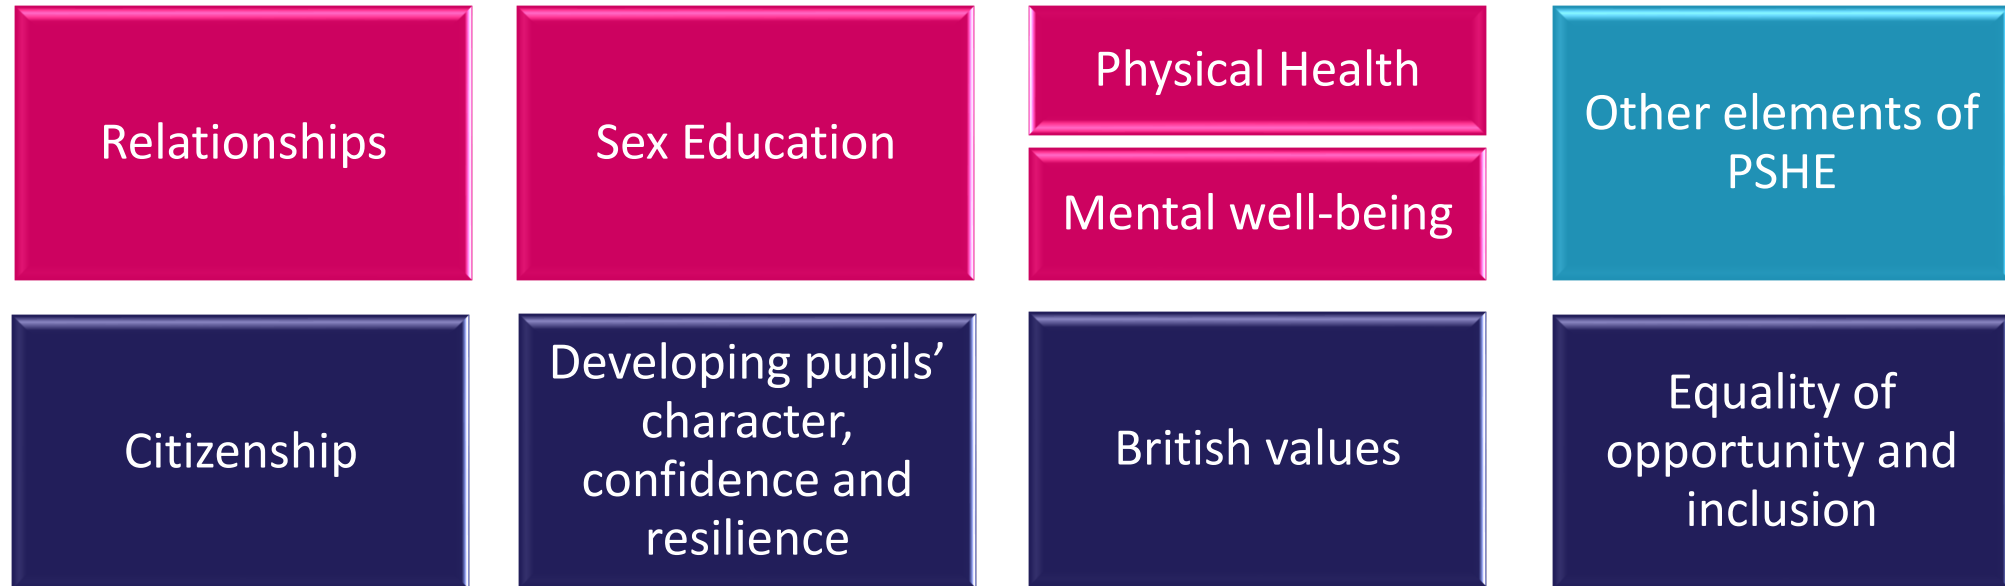 Relationships
Sex Education
Physical Health
Mental well-being
Other elements of
PSHE
Citizenship
Developing pupils’
character,
confidence and
resilience
British values
Equality of
opportunity and
inclusion